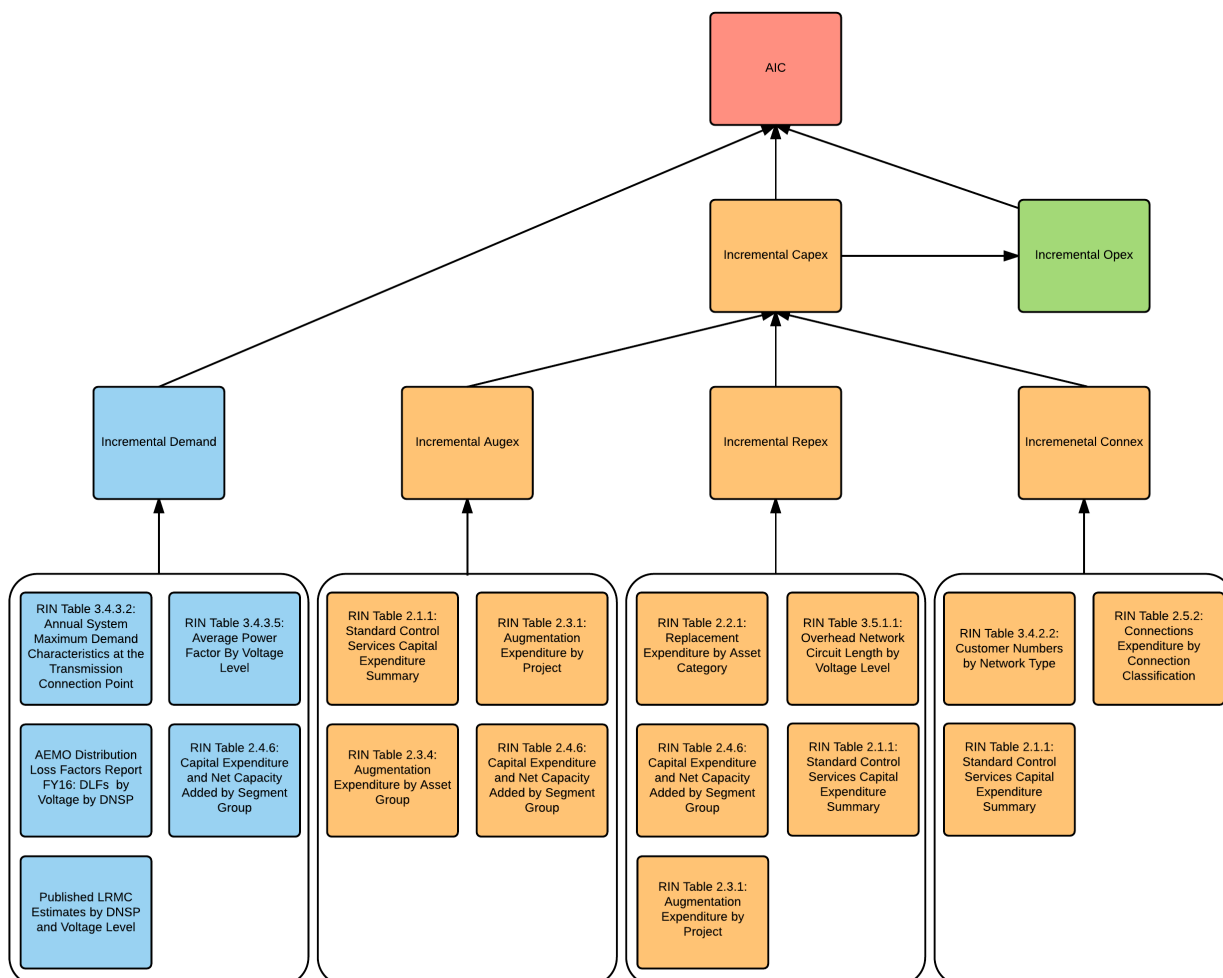 AIC
Incremental Capex
Incremental Opex
Incremental Demand
Incremental Augex
Incremental Repex
Incremenetal Connex
RIN Table 3.4.3.2:
Annual System
Maximum Demand
Characteristics at the
Transmission
Connection Point
RIN Table 3.4.3.5:
Average Power
Factor By Voltage
Level
AEMO Distribution
Loss Factors Report
FY16: DLFs by
Voltage by DNSP
RIN Table 2.4.6:
Capital Expenditure
and Net Capacity
Added by Segment
Group
Published LRMC
Estimates by DNSP
and Voltage Level
RIN Table 2.1.1:
Standard Control
Services Capital
Expenditure
Summary
RIN Table 2.3.1:
Augmentation
Expenditure by
Project
RIN Table 2.3.4:
Augmentation
Expenditure by Asset
Group
RIN Table 2.4.6:
Capital Expenditure
and Net Capacity
Added by Segment
Group
RIN Table 2.2.1:
Replacement
Expenditure by Asset
Category
RIN Table 3.5.1.1:
Overhead Network
Circuit Length by
Voltage Level
RIN Table 2.4.6:
Capital Expenditure
and Net Capacity
Added by Segment
Group
RIN Table 2.1.1:
Standard Control
Services Capital
Expenditure
Summary
RIN Table 2.3.1:
Augmentation
Expenditure by
Project
RIN Table 3.4.2.2:
Customer Numbers
by Network Type
RIN Table 2.5.2:
Connections
Expenditure by
Connection
Classification
RIN Table 2.1.1:
Standard Control
Services Capital
Expenditure
Summary